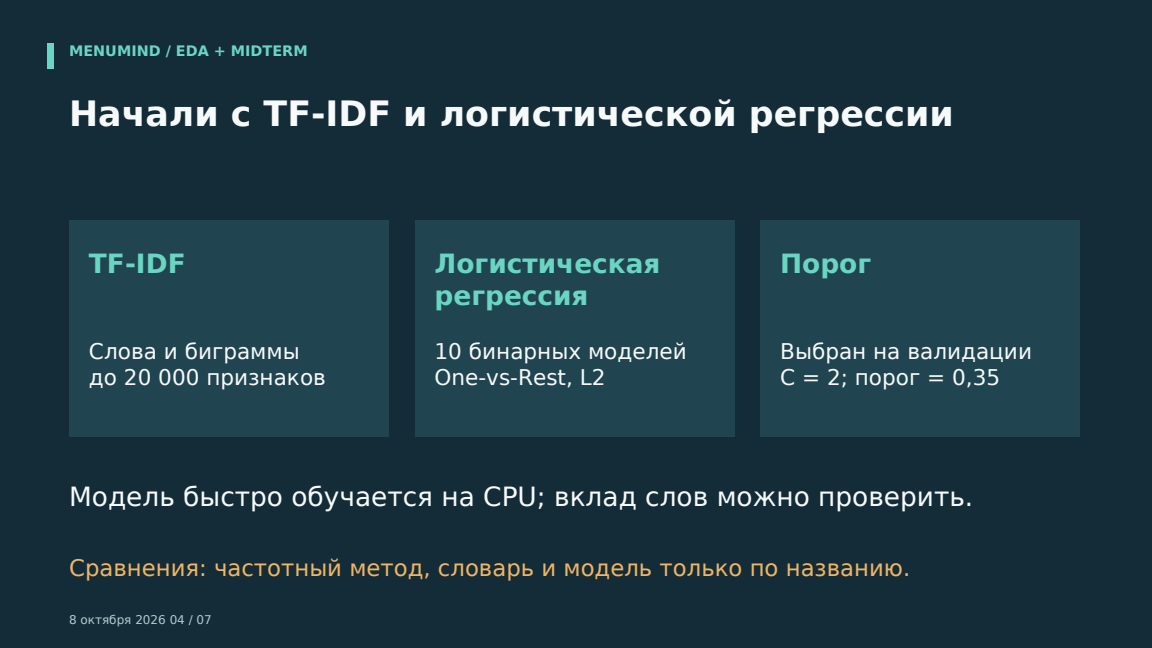 MENUMIND / EDA + MIDTERM
Начали с TF-IDF и логистической регрессии
TF-IDF
Слова и биграммы
до 20 000 признаков
Логистическая
регрессия
10 бинарных моделей
One-vs-Rest, L2
Порог
Выбран на валидации
C = 2; порог = 0,35
Модель быстро обучается на CPU; вклад слов можно проверить.
Сравнения: частотный метод, словарь и модель только по названию.
8 октября 2026 04 / 07